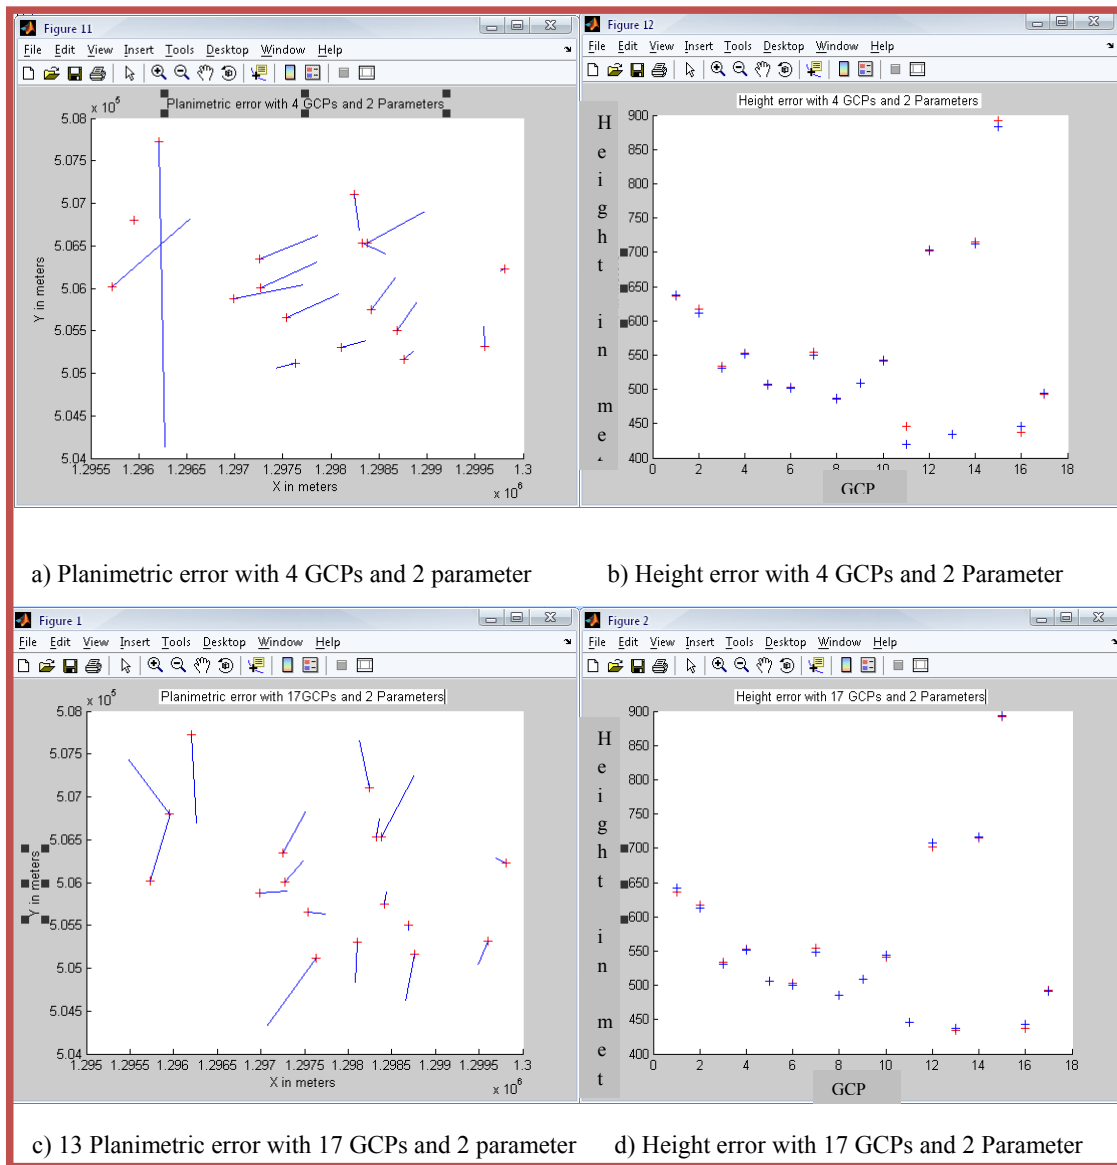 Figure 11
File Edit View Insert Tools Desktop Window Help
Planimetric error with 4 GCPs and 2 Parameters
x 10^5
5.08
5.075
5.07
5.065
5.06
5.055
5.05
5.045
5.04
Y in meters
1.2955 1.296 1.2965 1.297 1.2975 1.298 1.2985 1.299 1.2995 1.3
X in meters
x 10^6
Figure 12
File Edit View Insert Tools Desktop Window Help
Height error with 4 GCPs and 2 Parameters
900
850
800
750
700
650
600
550
500
450
400
Height in me
0 2 4 6 8 10 12 14 16 18
GCP
a) Planimetric error with 4 GCPs and 2 parameter
b) Height error with 4 GCPs and 2 Parameter
Figure 1
File Edit View Insert Tools Desktop Window Help
Planimetric error with 17GCPs and 2 Parameters
x 10^5
5.08
5.075
5.07
5.065
5.06
5.055
5.05
5.045
5.04
Y in meters
1.295 1.2955 1.296 1.2965 1.297 1.2975 1.298 1.2985 1.299 1.2995 1.3
X in meters
x 10^6
Figure 2
File Edit View Insert Tools Desktop Window Help
Height error with 17 GCPs and 2 Parameters
900
850
800
750
700
650
600
550
500
450
400
Height in met
0 2 4 6 8 10 12 14 16 18
GCP
c) 13 Planimetric error with 17 GCPs and 2 parameter
d) Height error with 17 GCPs and 2 Parameter